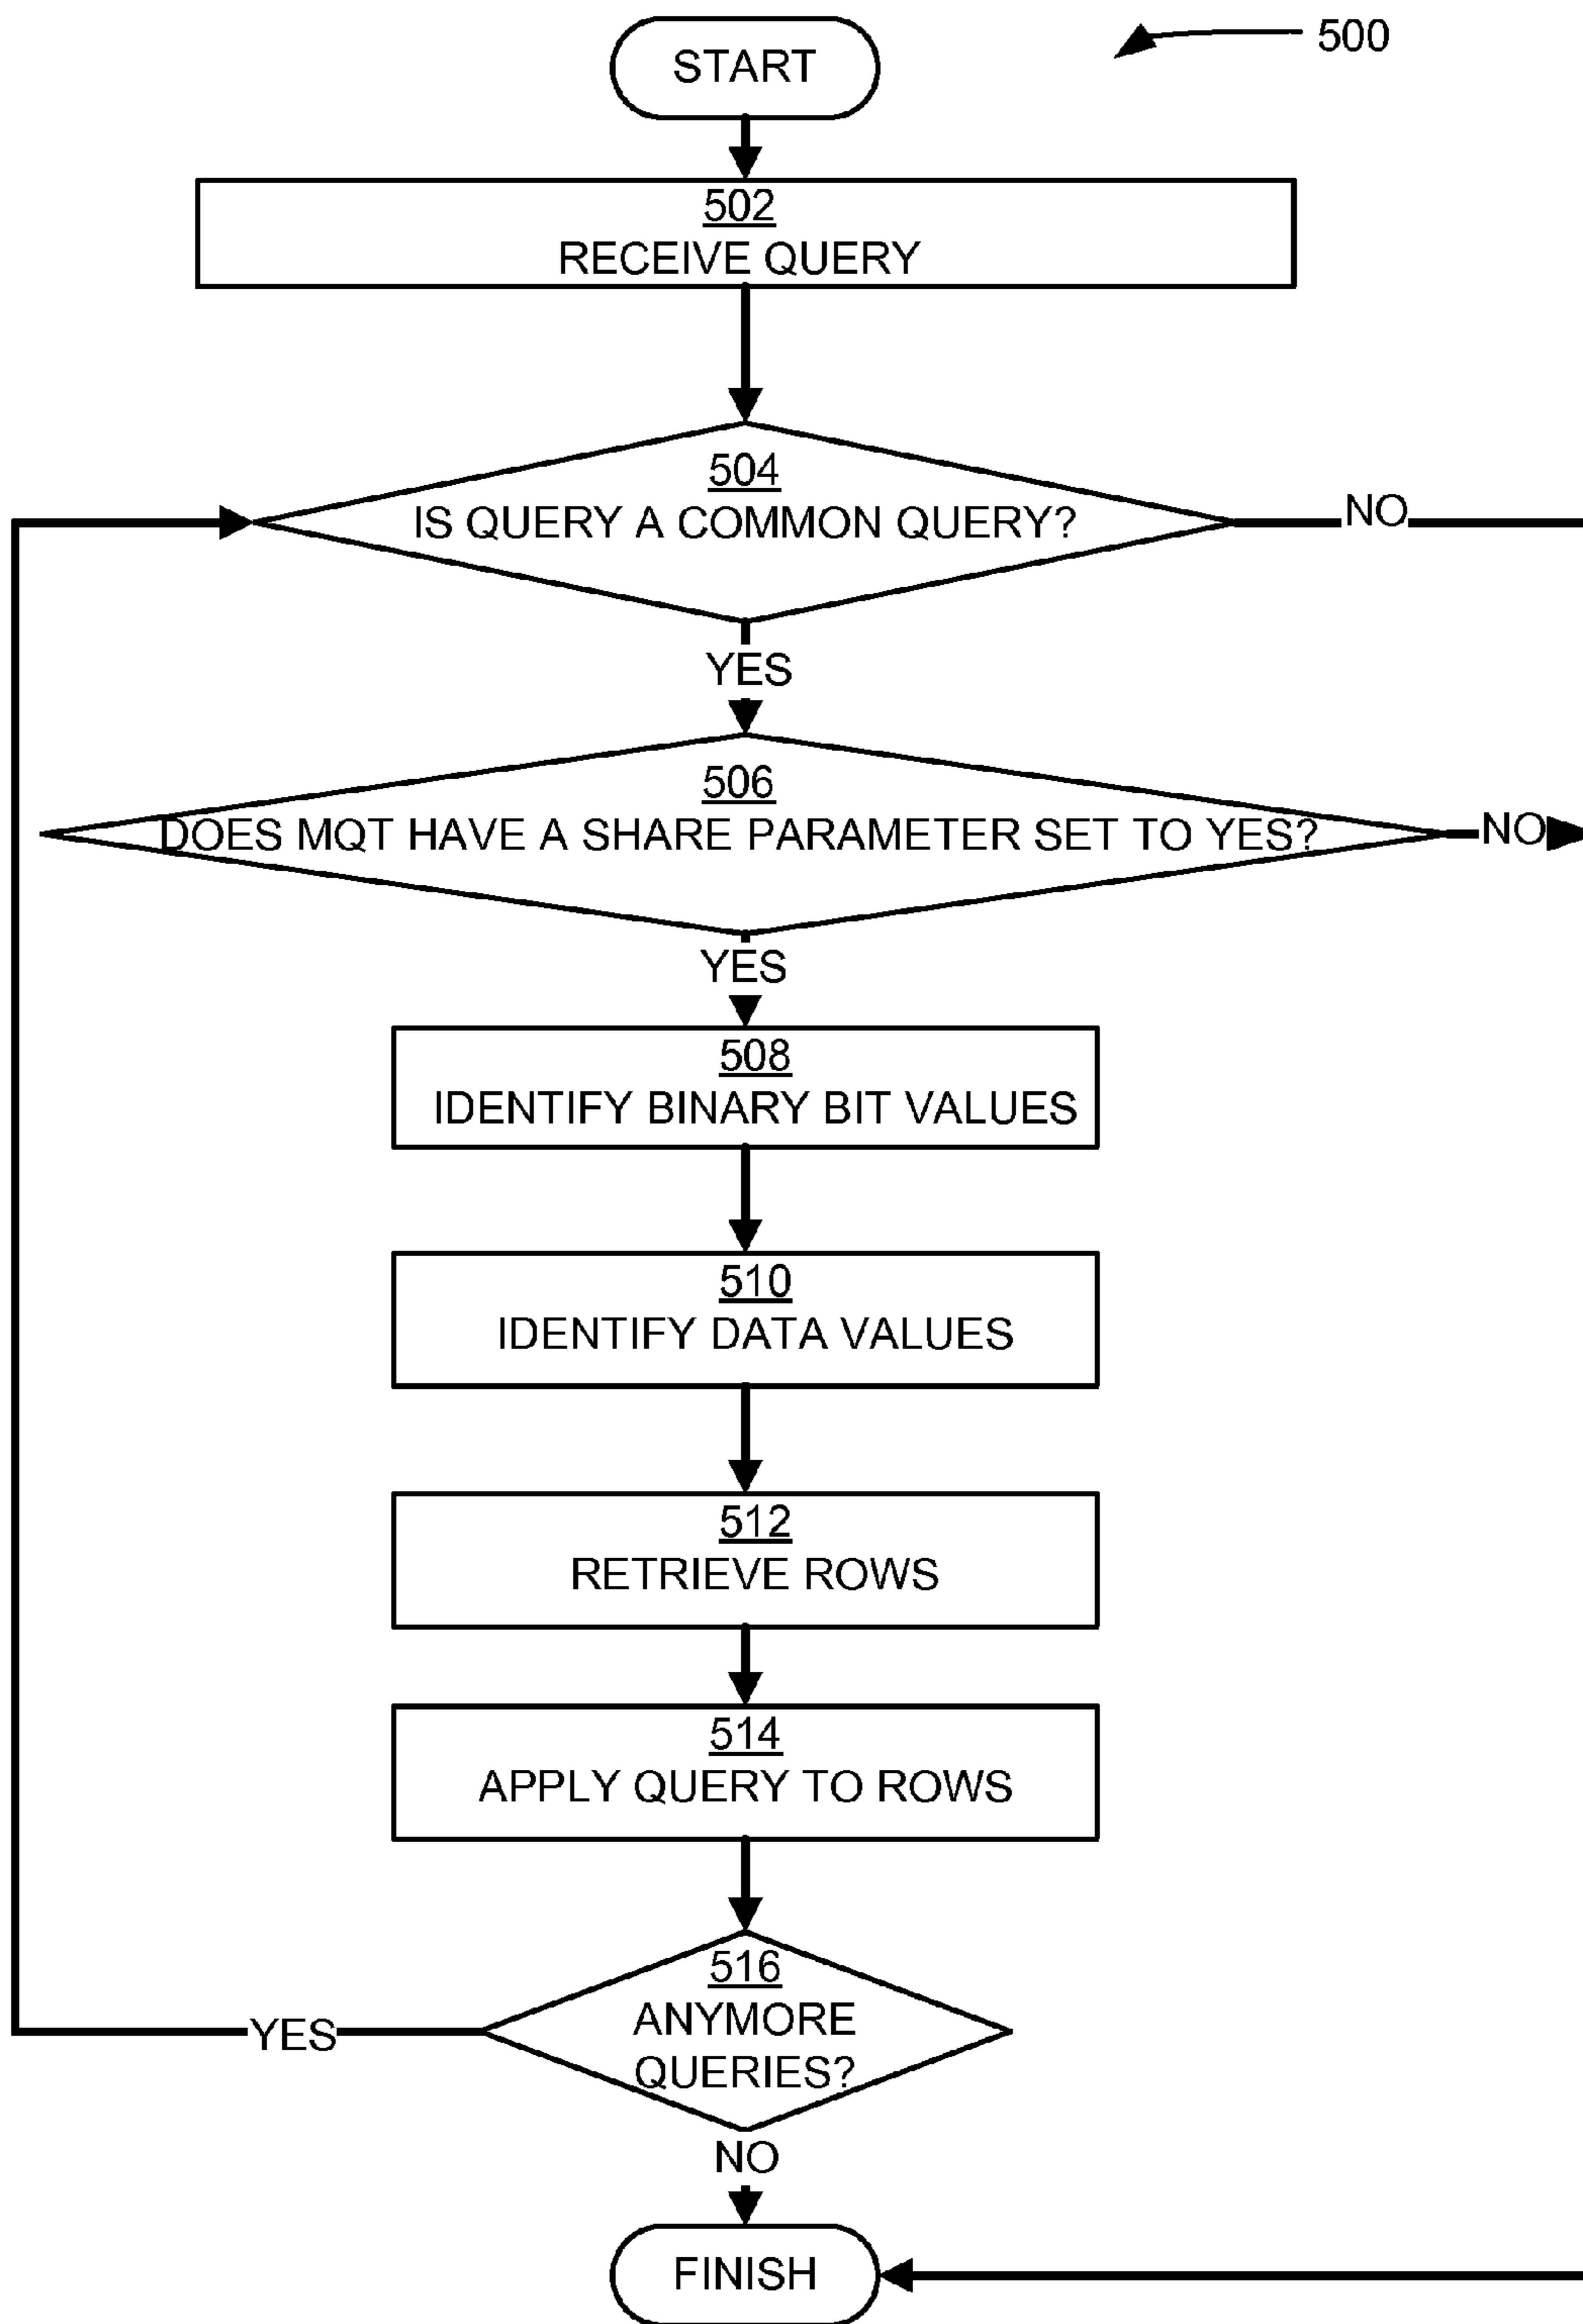 START
500
502
RECEIVE QUERY
504
IS QUERY A COMMON QUERY?
NO
YES
506
DOES MQT HAVE A SHARE PARAMETER SET TO YES?
NO
YES
508
IDENTIFY BINARY BIT VALUES
510
IDENTIFY DATA VALUES
512
RETRIEVE ROWS
514
APPLY QUERY TO ROWS
516
ANYMORE
QUERIES?
YES
NO
FINISH